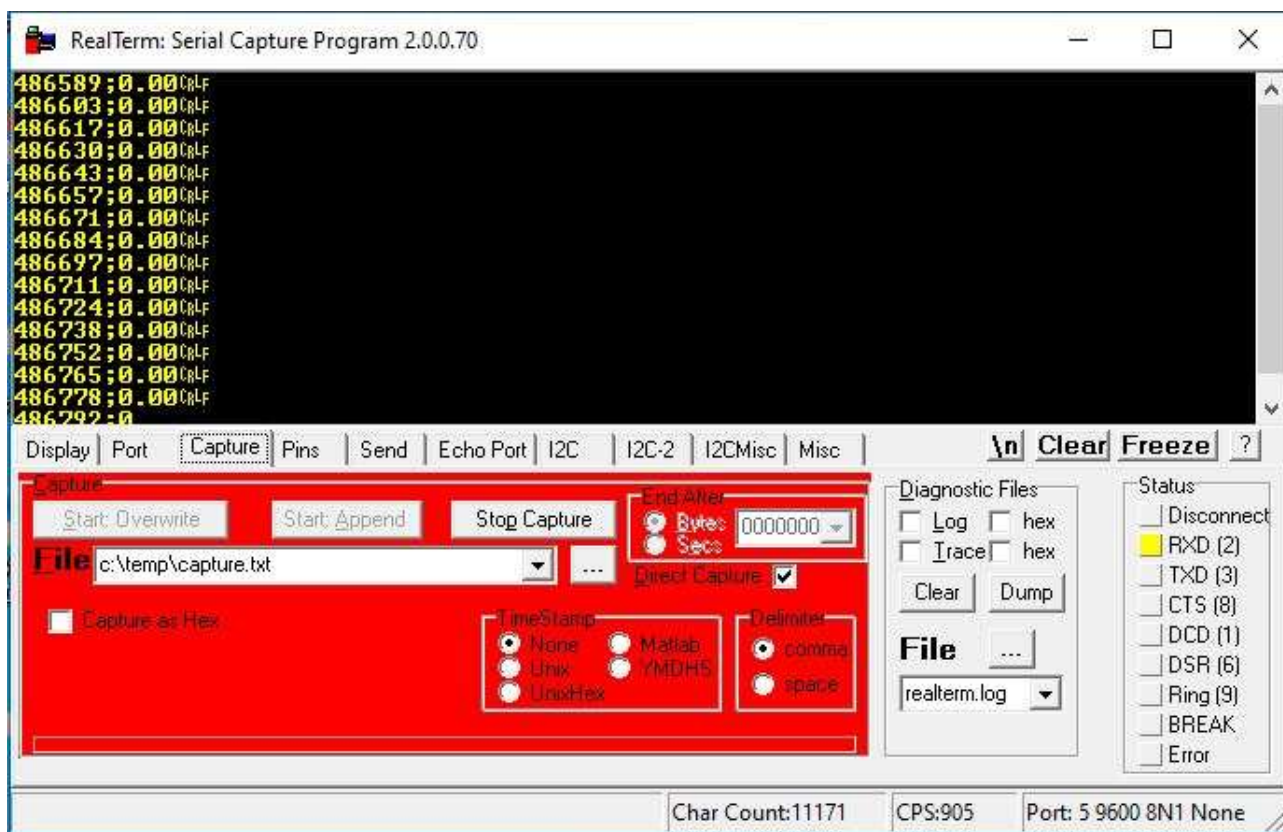 RealTerm: Serial Capture Program 2.0.0.70
486589;0.00CRLF
486603;0.00CRLF
486617;0.00CRLF
486630;0.00CRLF
486643;0.00CRLF
486657;0.00CRLF
486671;0.00CRLF
486684;0.00CRLF
486697;0.00CRLF
486711;0.00CRLF
486724;0.00CRLF
486738;0.00CRLF
486752;0.00CRLF
486765;0.00CRLF
486778;0.00CRLF
486792;0
Display Port Capture Pins Send Echo Port I2C I2C-2 I2CMisc Misc \n Clear Freeze ?
Capture
Start: Overwrite Start: Append Stop Capture
End After
Bytes 0000000
Secs
File c:\temp\capture.txt ...
Direct Capture
Capture as Hex
TimeStamp
None Matlab
Unix YMDHS
UnixHex
Delimiter
comma
space
Diagnostic Files
Log hex
Trace hex
Clear Dump
File ...
realterm.log
Status
Disconnect
RXD (2)
TXD (3)
CTS (8)
DCD (1)
DSR (6)
Ring (9)
BREAK
Error
Char Count:11171 CPS:905 Port: 5 9600 8N1 None